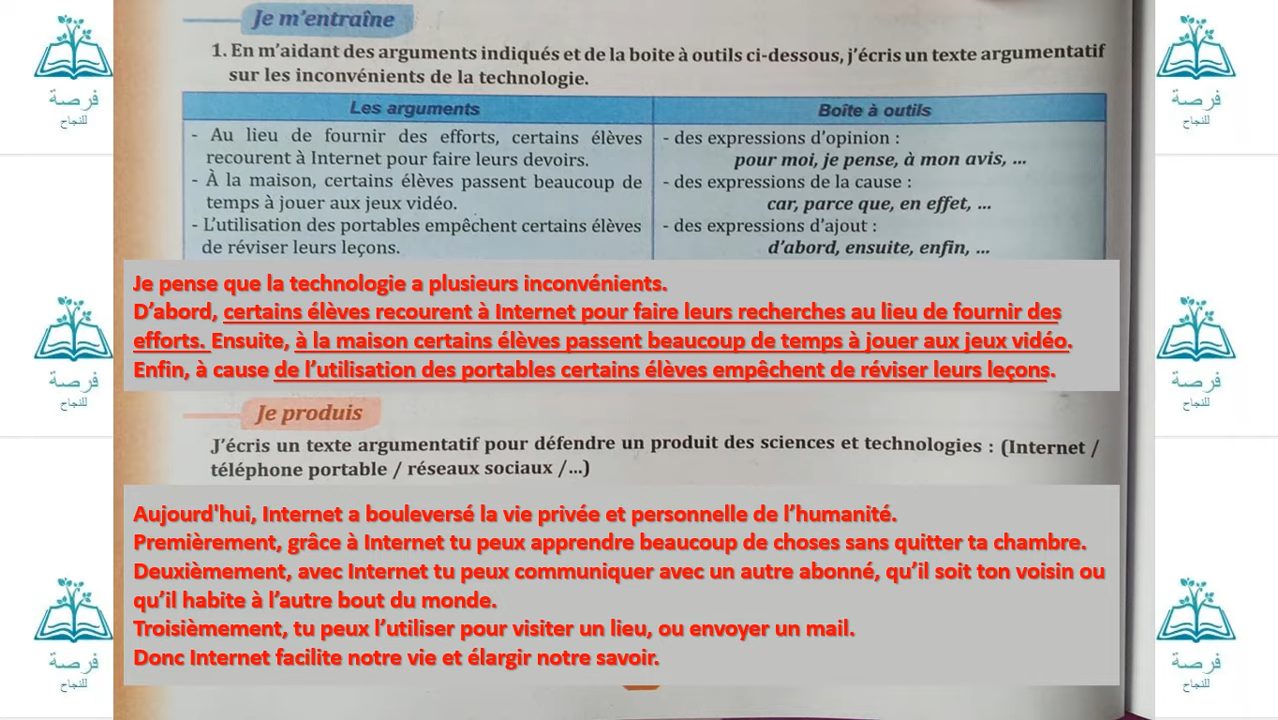 Je m'entraîne
1. En m'aidant des arguments indiqués et de la boite à outils ci-dessous, j'écris un texte argumentatif
sur les inconvénients de la technologie.
Les arguments
- Au lieu de fournir des efforts, certains élèves
recourent à Internet pour faire leurs devoirs.
- À la maison, certains élèves passent beaucoup de
temps à jouer aux jeux vidéo.
- L'utilisation des portables empêchent certains élèves
de réviser leurs leçons.
Boîte à outils
- des expressions d'opinion :
pour moi, je pense, à mon avis, ...
- des expressions de la cause :
car, parce que, en effet, ...
- des expressions d'ajout :
d'abord, ensuite, enfin, ...
Je pense que la technologie a plusieurs inconvénients.
D'abord, certains élèves recourent à Internet pour faire leurs recherches au lieu de fournir des
efforts. Ensuite, à la maison certains élèves passent beaucoup de temps à jouer aux jeux vidéo.
Enfin, à cause de l'utilisation des portables certains élèves empêchent de réviser leurs leçons.
Je produis
J'écris un texte argumentatif pour défendre un produit des sciences et technologies : (Internet /
téléphone portable / réseaux sociaux /...)
Aujourd'hui, Internet a bouleversé la vie privée et personnelle de l'humanité.
Premièrement, grâce à Internet tu peux apprendre beaucoup de choses sans quitter ta chambre.
Deuxièmement, avec Internet tu peux communiquer avec un autre abonné, qu'il soit ton voisin ou
qu'il habite à l'autre bout du monde.
Troisièmement, tu peux l'utiliser pour visiter un lieu, ou envoyer un mail.
Donc Internet facilite notre vie et élargir notre savoir.
فرصة
للنجاح
فرصة
للنجاح
فرصة
للنجاح
فرصة
للنجاح
فرصة
للنجاح
فرصة
للنجاح